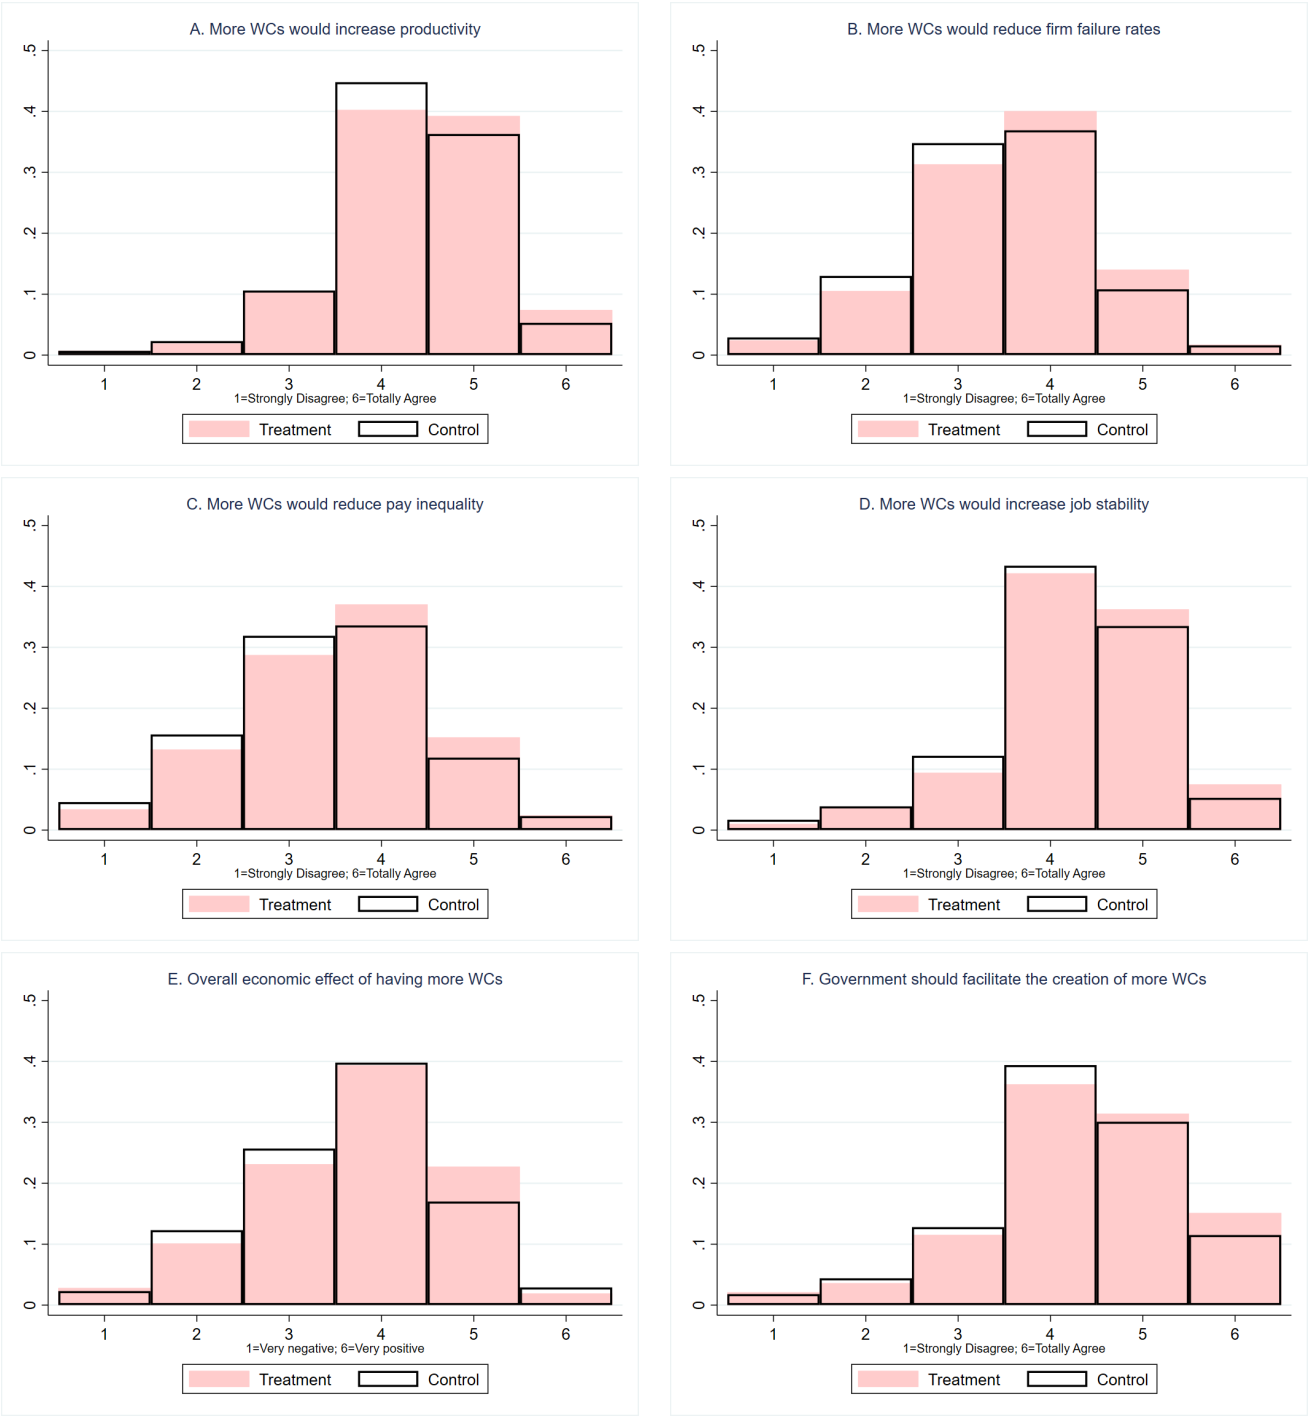 A. More WCs would increase productivity
.5
.4
.3
.2
.1
0
1 2 3 4 5 6
1=Strongly Disagree; 6=Totally Agree
Treatment Control
B. More WCs would reduce firm failure rates
.5
.4
.3
.2
.1
0
1 2 3 4 5 6
1=Strongly Disagree; 6=Totally Agree
Treatment Control
C. More WCs would reduce pay inequality
.5
.4
.3
.2
.1
0
1 2 3 4 5 6
1=Strongly Disagree; 6=Totally Agree
Treatment Control
D. More WCs would increase job stability
.5
.4
.3
.2
.1
0
1 2 3 4 5 6
1=Strongly Disagree; 6=Totally Agree
Treatment Control
E. Overall economic effect of having more WCs
.5
.4
.3
.2
.1
0
1 2 3 4 5 6
1=Very negative; 6=Very positive
Treatment Control
F. Government should facilitate the creation of more WCs
.5
.4
.3
.2
.1
0
1 2 3 4 5 6
1=Strongly Disagree; 6=Totally Agree
Treatment Control